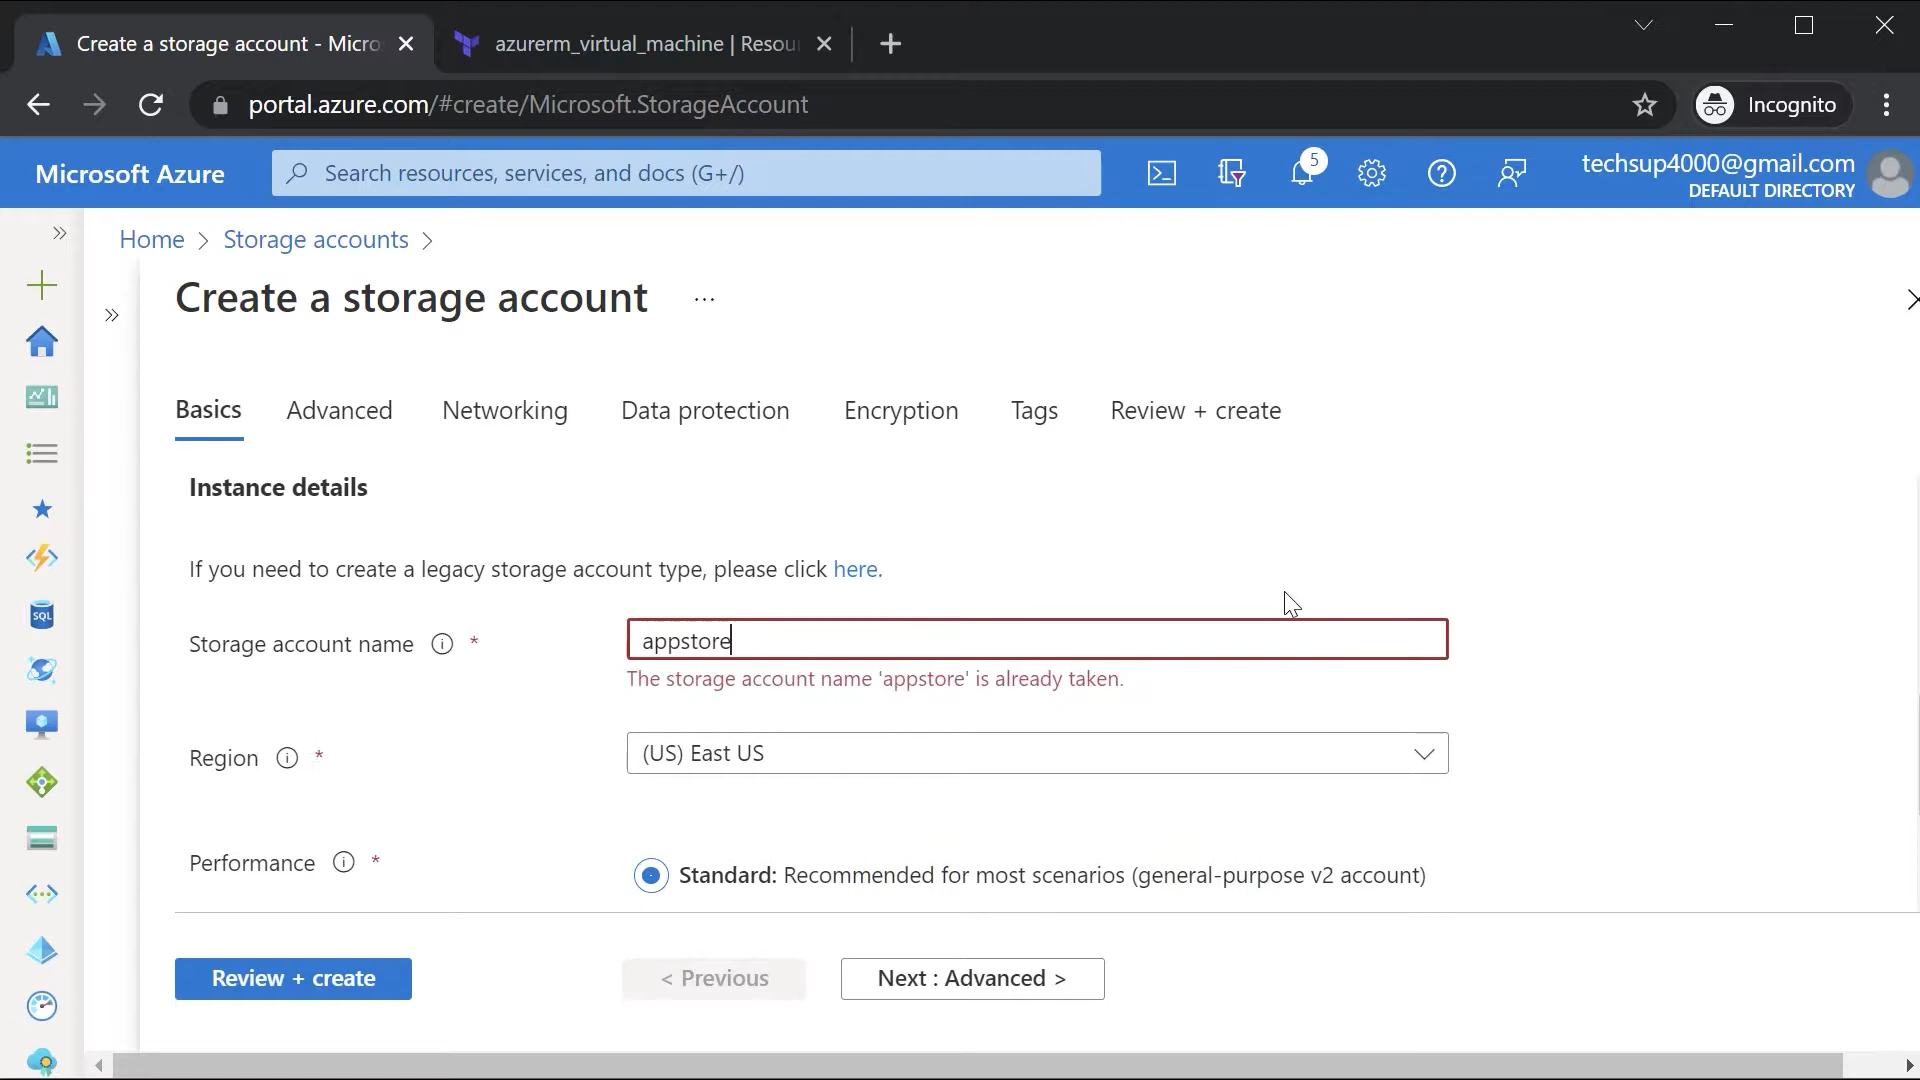 Create a storage account - Micro
azurerm_virtual_machine | Resou
portal.azure.com/#create/Microsoft.StorageAccount
Incognito
Microsoft Azure
Search resources, services, and docs (G+/)
5
techsup4000@gmail.com
DEFAULT DIRECTORY
Home > Storage accounts >
Create a storage account ...
Basics Advanced Networking Data protection Encryption Tags Review + create
Instance details
If you need to create a legacy storage account type, please click here.
Storage account name *
appstore
The storage account name 'appstore' is already taken.
Region *
(US) East US
Performance *
Standard: Recommended for most scenarios (general-purpose v2 account)
Review + create
< Previous
Next : Advanced >
SQL